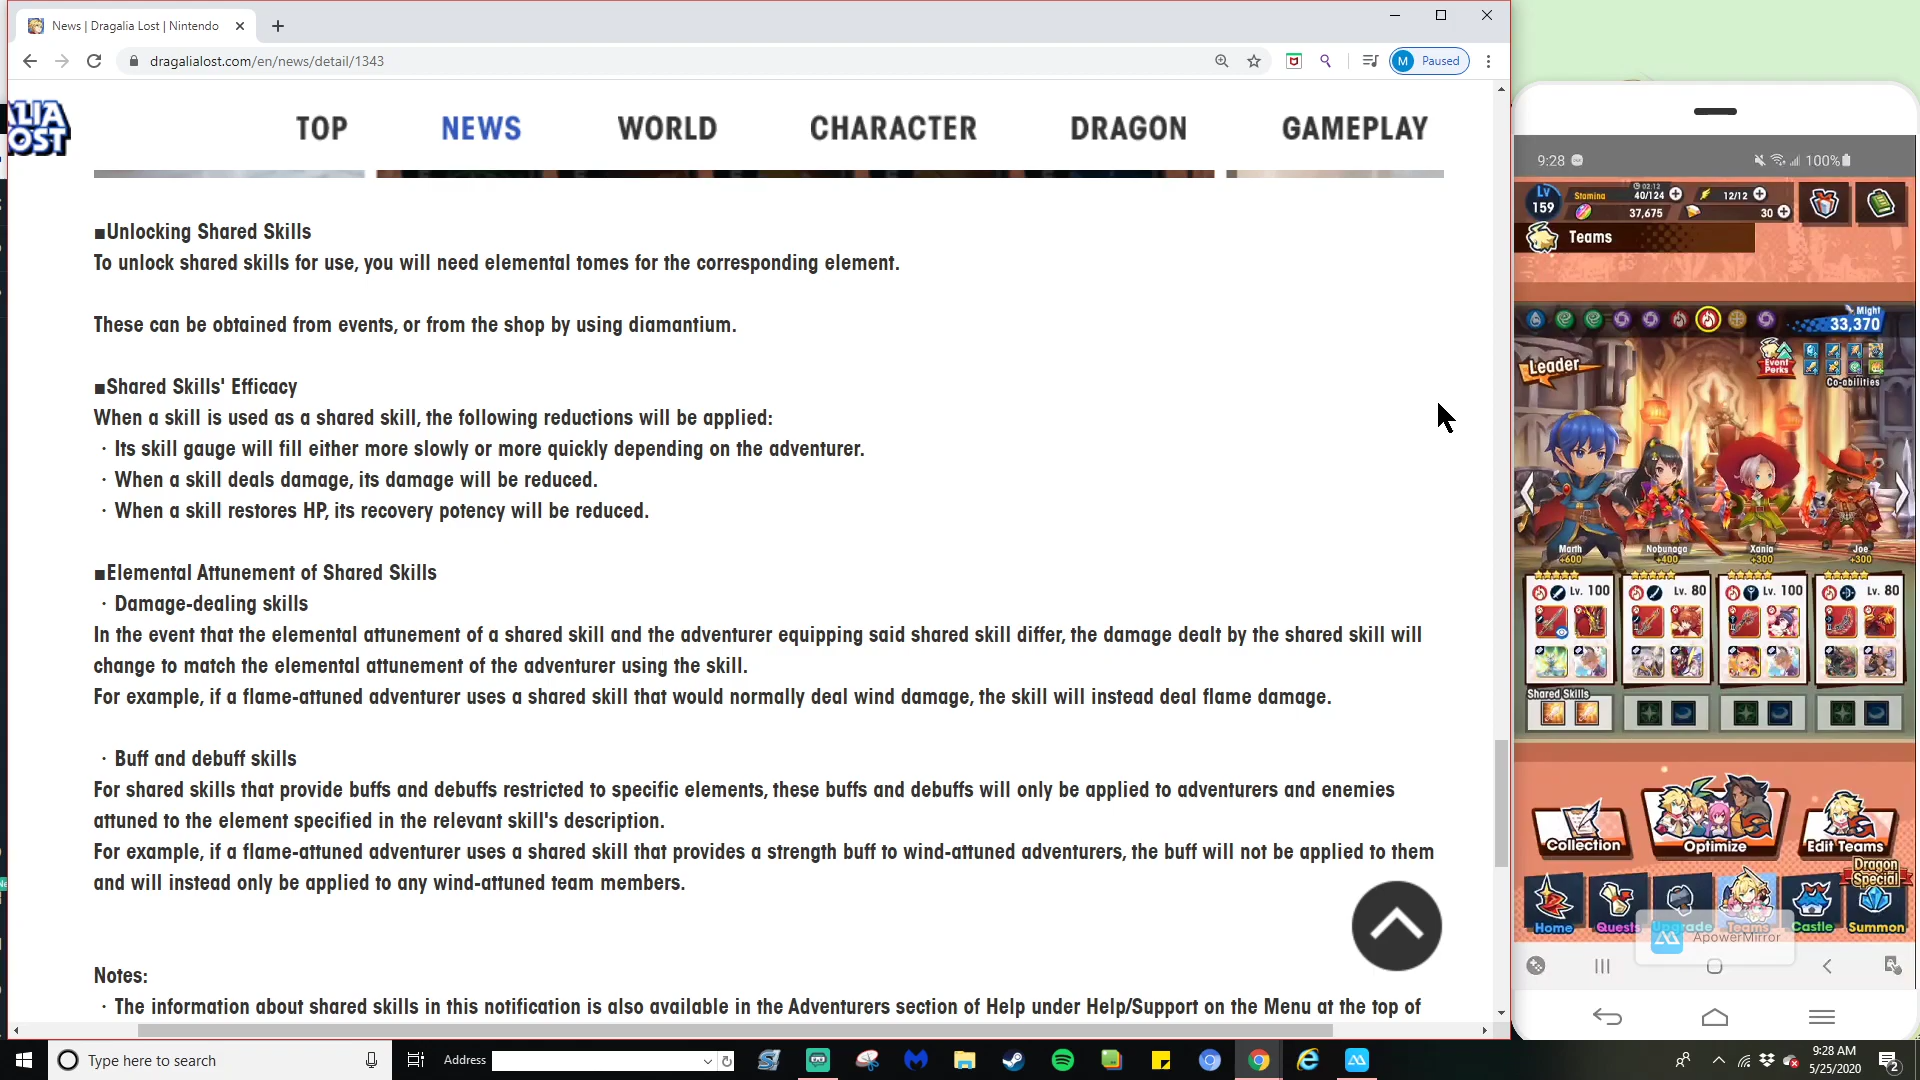 News | Dragalia Lost | Nintendo
dragalialost.com/en/news/detail/1343
M Paused
ALIA
OST
TOP
NEWS
WORLD
CHARACTER
DRAGON
GAMEPLAY
■Unlocking Shared Skills
To unlock shared skills for use, you will need elemental tomes for the corresponding element.
These can be obtained from events, or from the shop by using diamantium.
■Shared Skills' Efficacy
When a skill is used as a shared skill, the following reductions will be applied:
・Its skill gauge will fill either more slowly or more quickly depending on the adventurer.
・When a skill deals damage, its damage will be reduced.
・When a skill restores HP, its recovery potency will be reduced.
■Elemental Attunement of Shared Skills
・Damage-dealing skills
In the event that the elemental attunement of a shared skill and the adventurer equipping said shared skill differ, the damage dealt by the shared skill will
change to match the elemental attunement of the adventurer using the skill.
For example, if a flame-attuned adventurer uses a shared skill that would normally deal wind damage, the skill will instead deal flame damage.
・Buff and debuff skills
For shared skills that provide buffs and debuffs restricted to specific elements, these buffs and debuffs will only be applied to adventurers and enemies
attuned to the element specified in the relevant skill's description.
For example, if a flame-attuned adventurer uses a shared skill that provides a strength buff to wind-attuned adventurers, the buff will not be applied to them
and will instead only be applied to any wind-attuned team members.
Notes:
・The information about shared skills in this notification is also available in the Adventurers section of Help under Help/Support on the Menu at the top of
9:28
100%
Lv
159
Stamina
02:12
40/124
12/12
37,675
30
Teams
Might
33,370
Leader
Event
Perks
Co-abilities
Marth
+600
Nobunaga
+400
Xania
+300
Joe
+300
Lv. 100
Lv. 80
Lv. 100
Lv. 80
Shared Skills
Collection
Optimize
Edit Teams
Dragon
Special
Home
Quests
Upgrade
Teams
Castle
Summon
ApowerMirror
Type here to search
Address
9:28 AM
5/25/2020
2